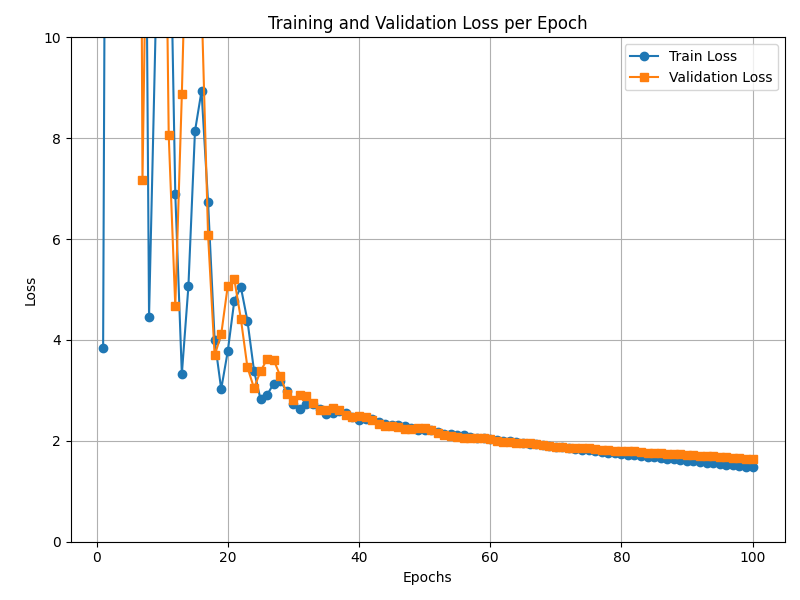 Training and Validation Loss per Epoch
Train Loss
Validation Loss
10
8
6
4
2
0
Loss
0 20 40 60 80 100
Epochs